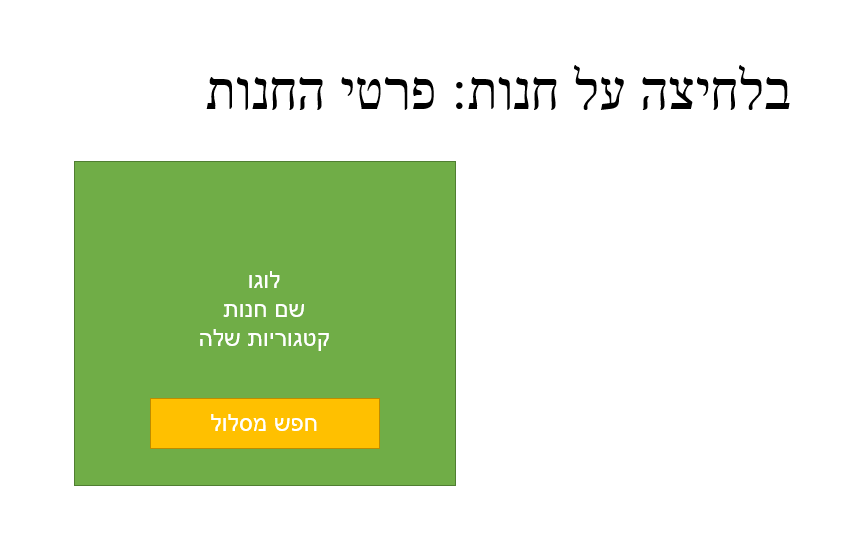 בלחיצה על חנות: פרטי החנות
לוגו
שם חנות
קטגוריות שלה
חפש מסלול